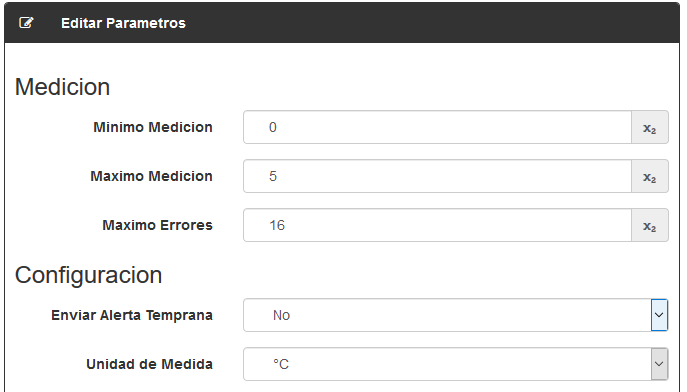 Editar Parametros
Medicion
Minimo Medicion 0 x₂
Maximo Medicion 5 x₂
Maximo Errores 16 x₂
Configuracion
Enviar Alerta Temprana No
Unidad de Medida °C